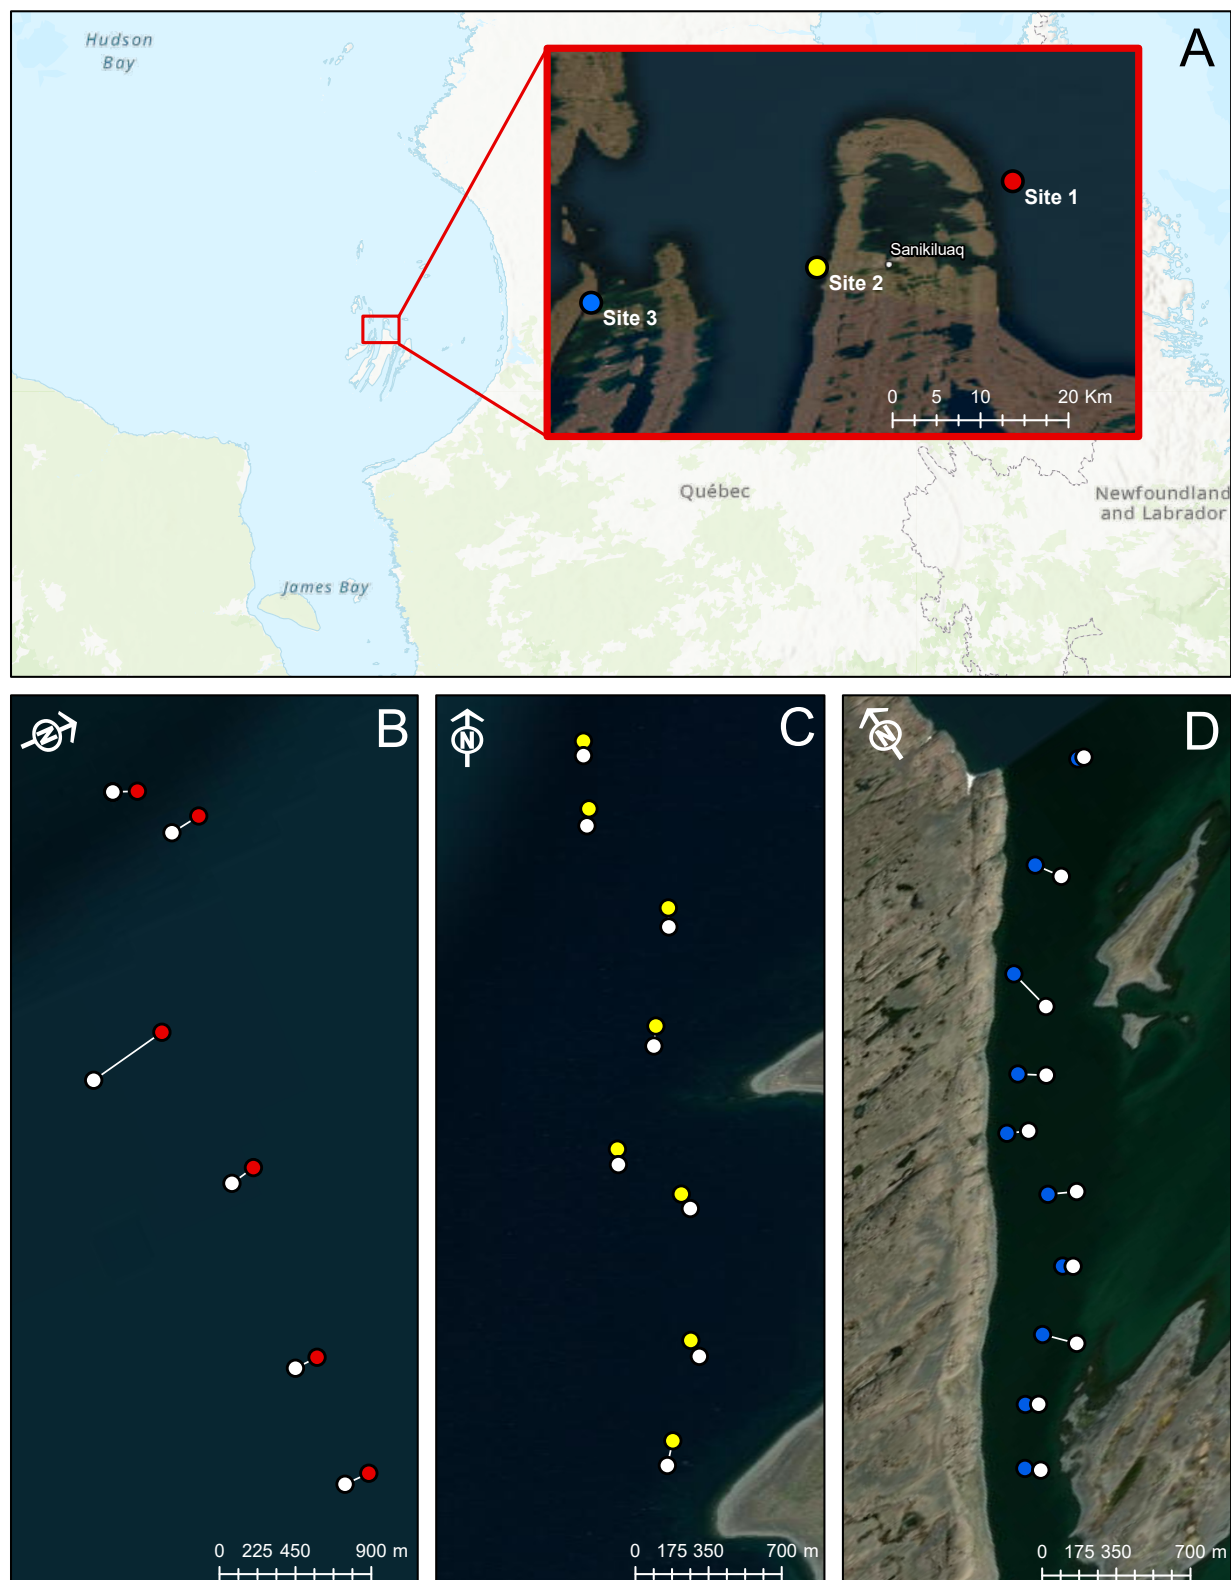 Hudson
Bay
A
Site 1
Sanikiluaq
Site 2
Site 3
0 5 10 20 Km
Québec
Newfoundland
and Labrador
James Bay
N
B
N
C
N
D
0 225 450 900 m
0 175 350 700 m
0 175 350 700 m